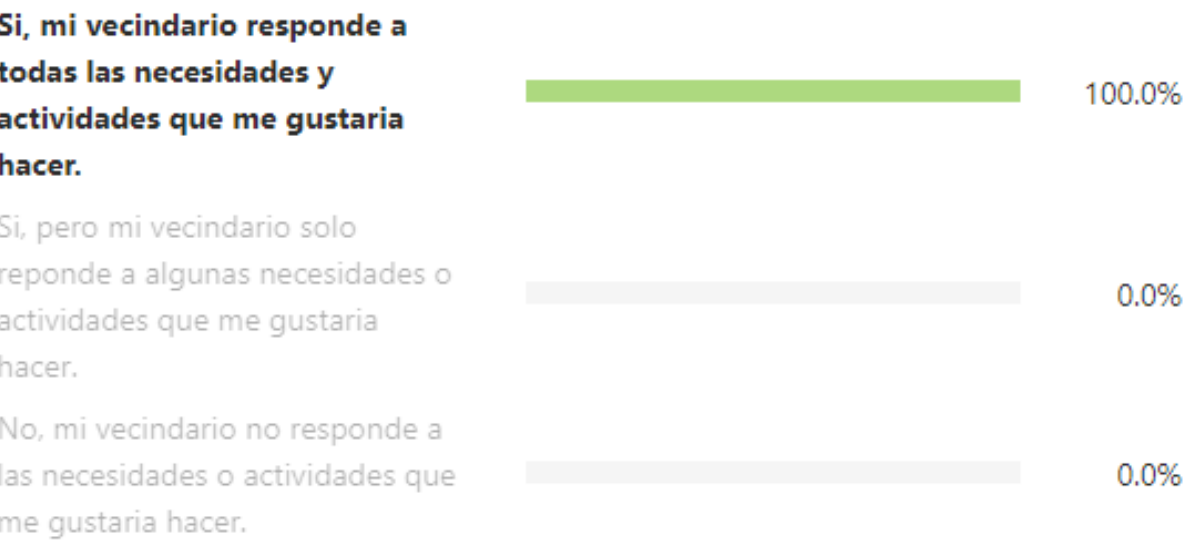 Si, mi vecindario responde a
todas las necesidades y
actividades que me gustaria
hacer.
100.0%
Si, pero mi vecindario solo
reponde a algunas necesidades o
actividades que me gustaria
hacer.
0.0%
No, mi vecindario no responde a
las necesidades o actividades que
me gustaria hacer.
0.0%